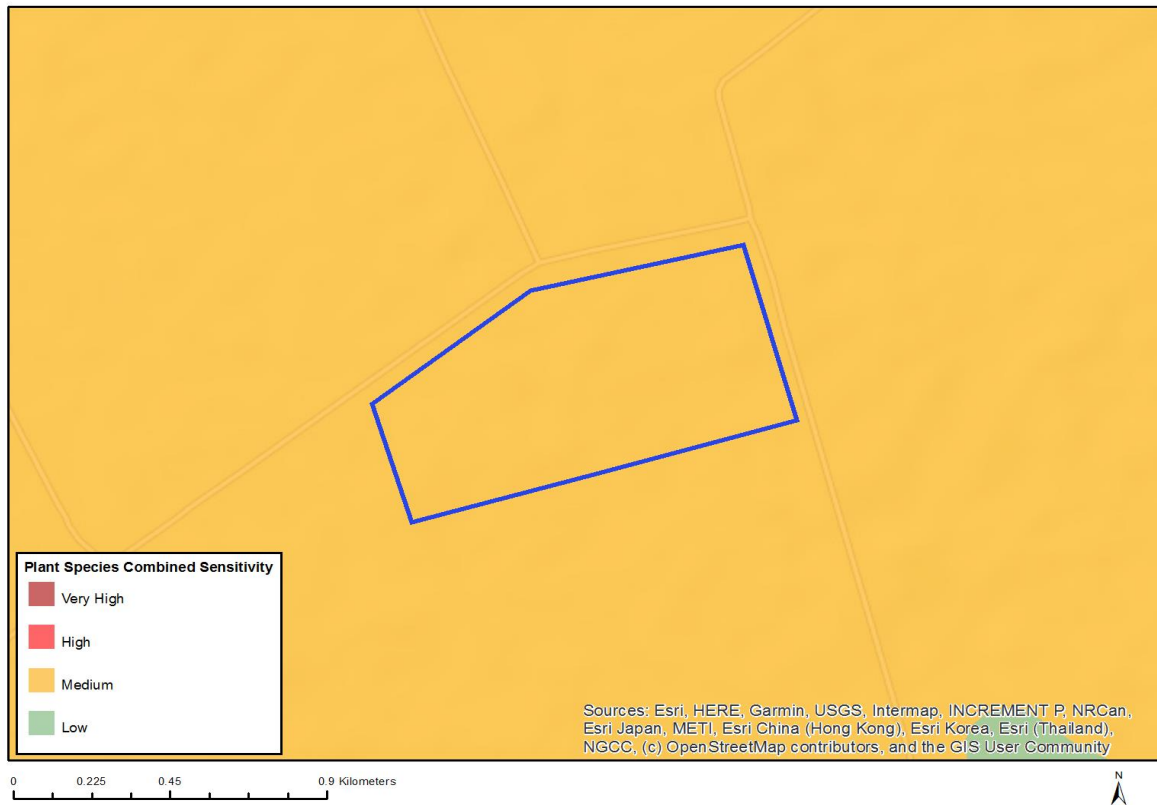 Plant Species Combined Sensitivity
Very High
High
Medium
Low
Sources: Esri, HERE, Garmin, USGS, Intermap, INCREMENT P, NRCan,
Esri Japan, METI, Esri China (Hong Kong), Esri Korea, Esri (Thailand),
NGCC, (c) OpenStreetMap contributors, and the GIS User Community
0 0.225 0.45 0.9 Kilometers
N